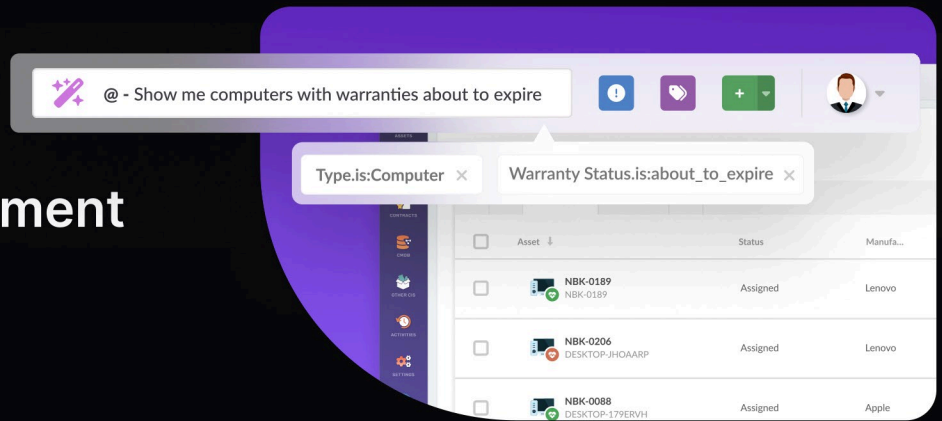 @ - Show me computers with warranties about to expire
ASSETS
Type.is:Computer ×
Warranty Status.is:about_to_expire ×
ment
CONTRACTS
CMDB
OTHER CIS
ACTIVITIES
SETTINGS
Asset ↓ Status Manufa...
NBK-0189
NBK-0189
Assigned Lenovo
NBK-0206
DESKTOP-JHOAARP
Assigned Lenovo
NBK-0088
DESKTOP-179ERVH
Assigned Apple